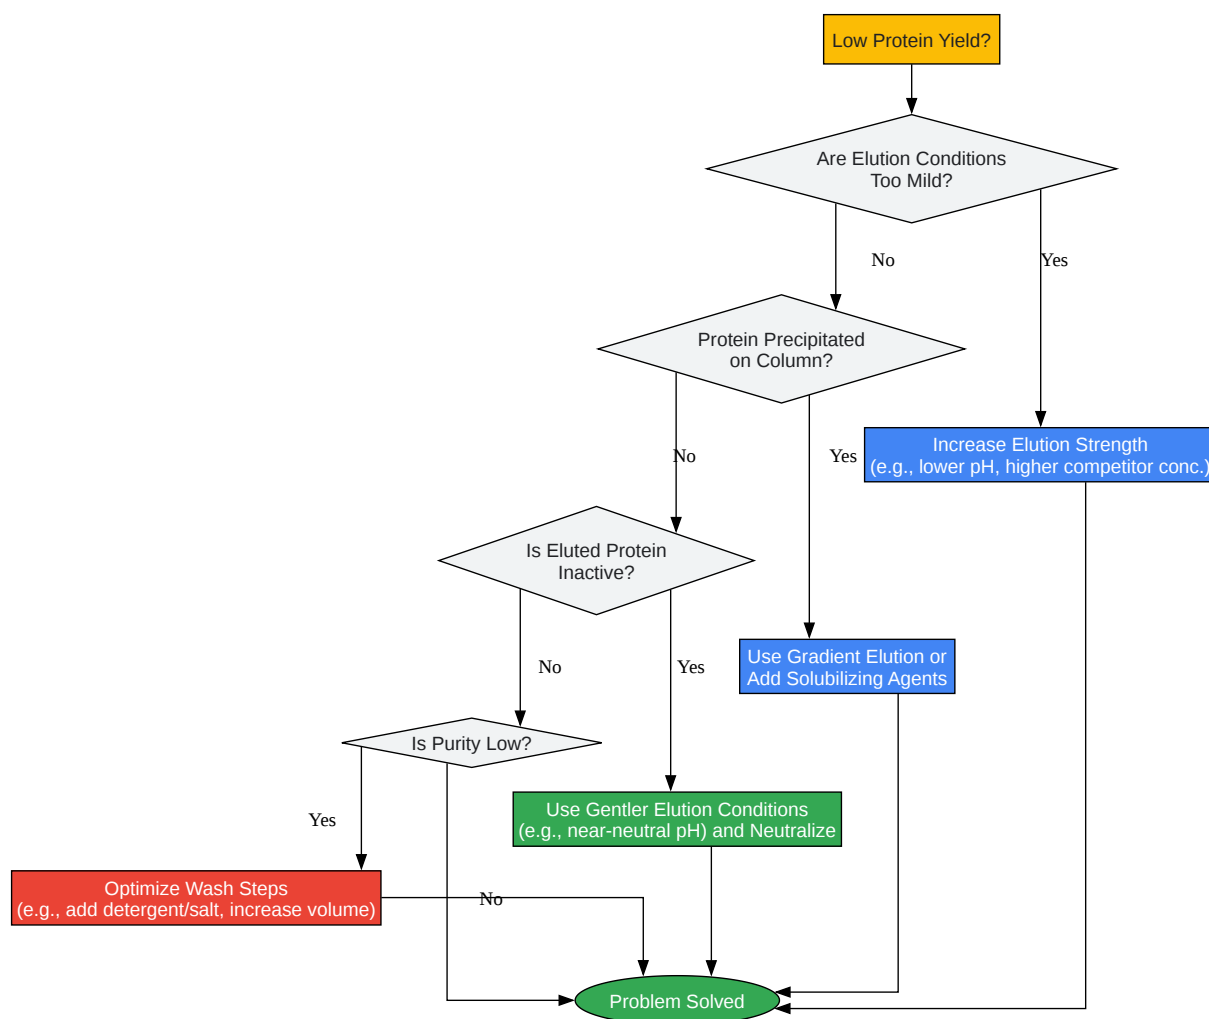 Low Protein Yield?
Are Elution Conditions
Too Mild?
No
Yes
Protein Precipitated
on Column?
No
Yes
Increase Elution Strength
(e.g., lower pH, higher competitor conc.)
Is Eluted Protein
Inactive?
No
Yes
Use Gradient Elution or
Add Solubilizing Agents
Is Purity Low?
Yes
Use Gentler Elution Conditions
(e.g., near-neutral pH) and Neutralize
Optimize Wash Steps
(e.g., add detergent/salt, increase volume)
No
Problem Solved